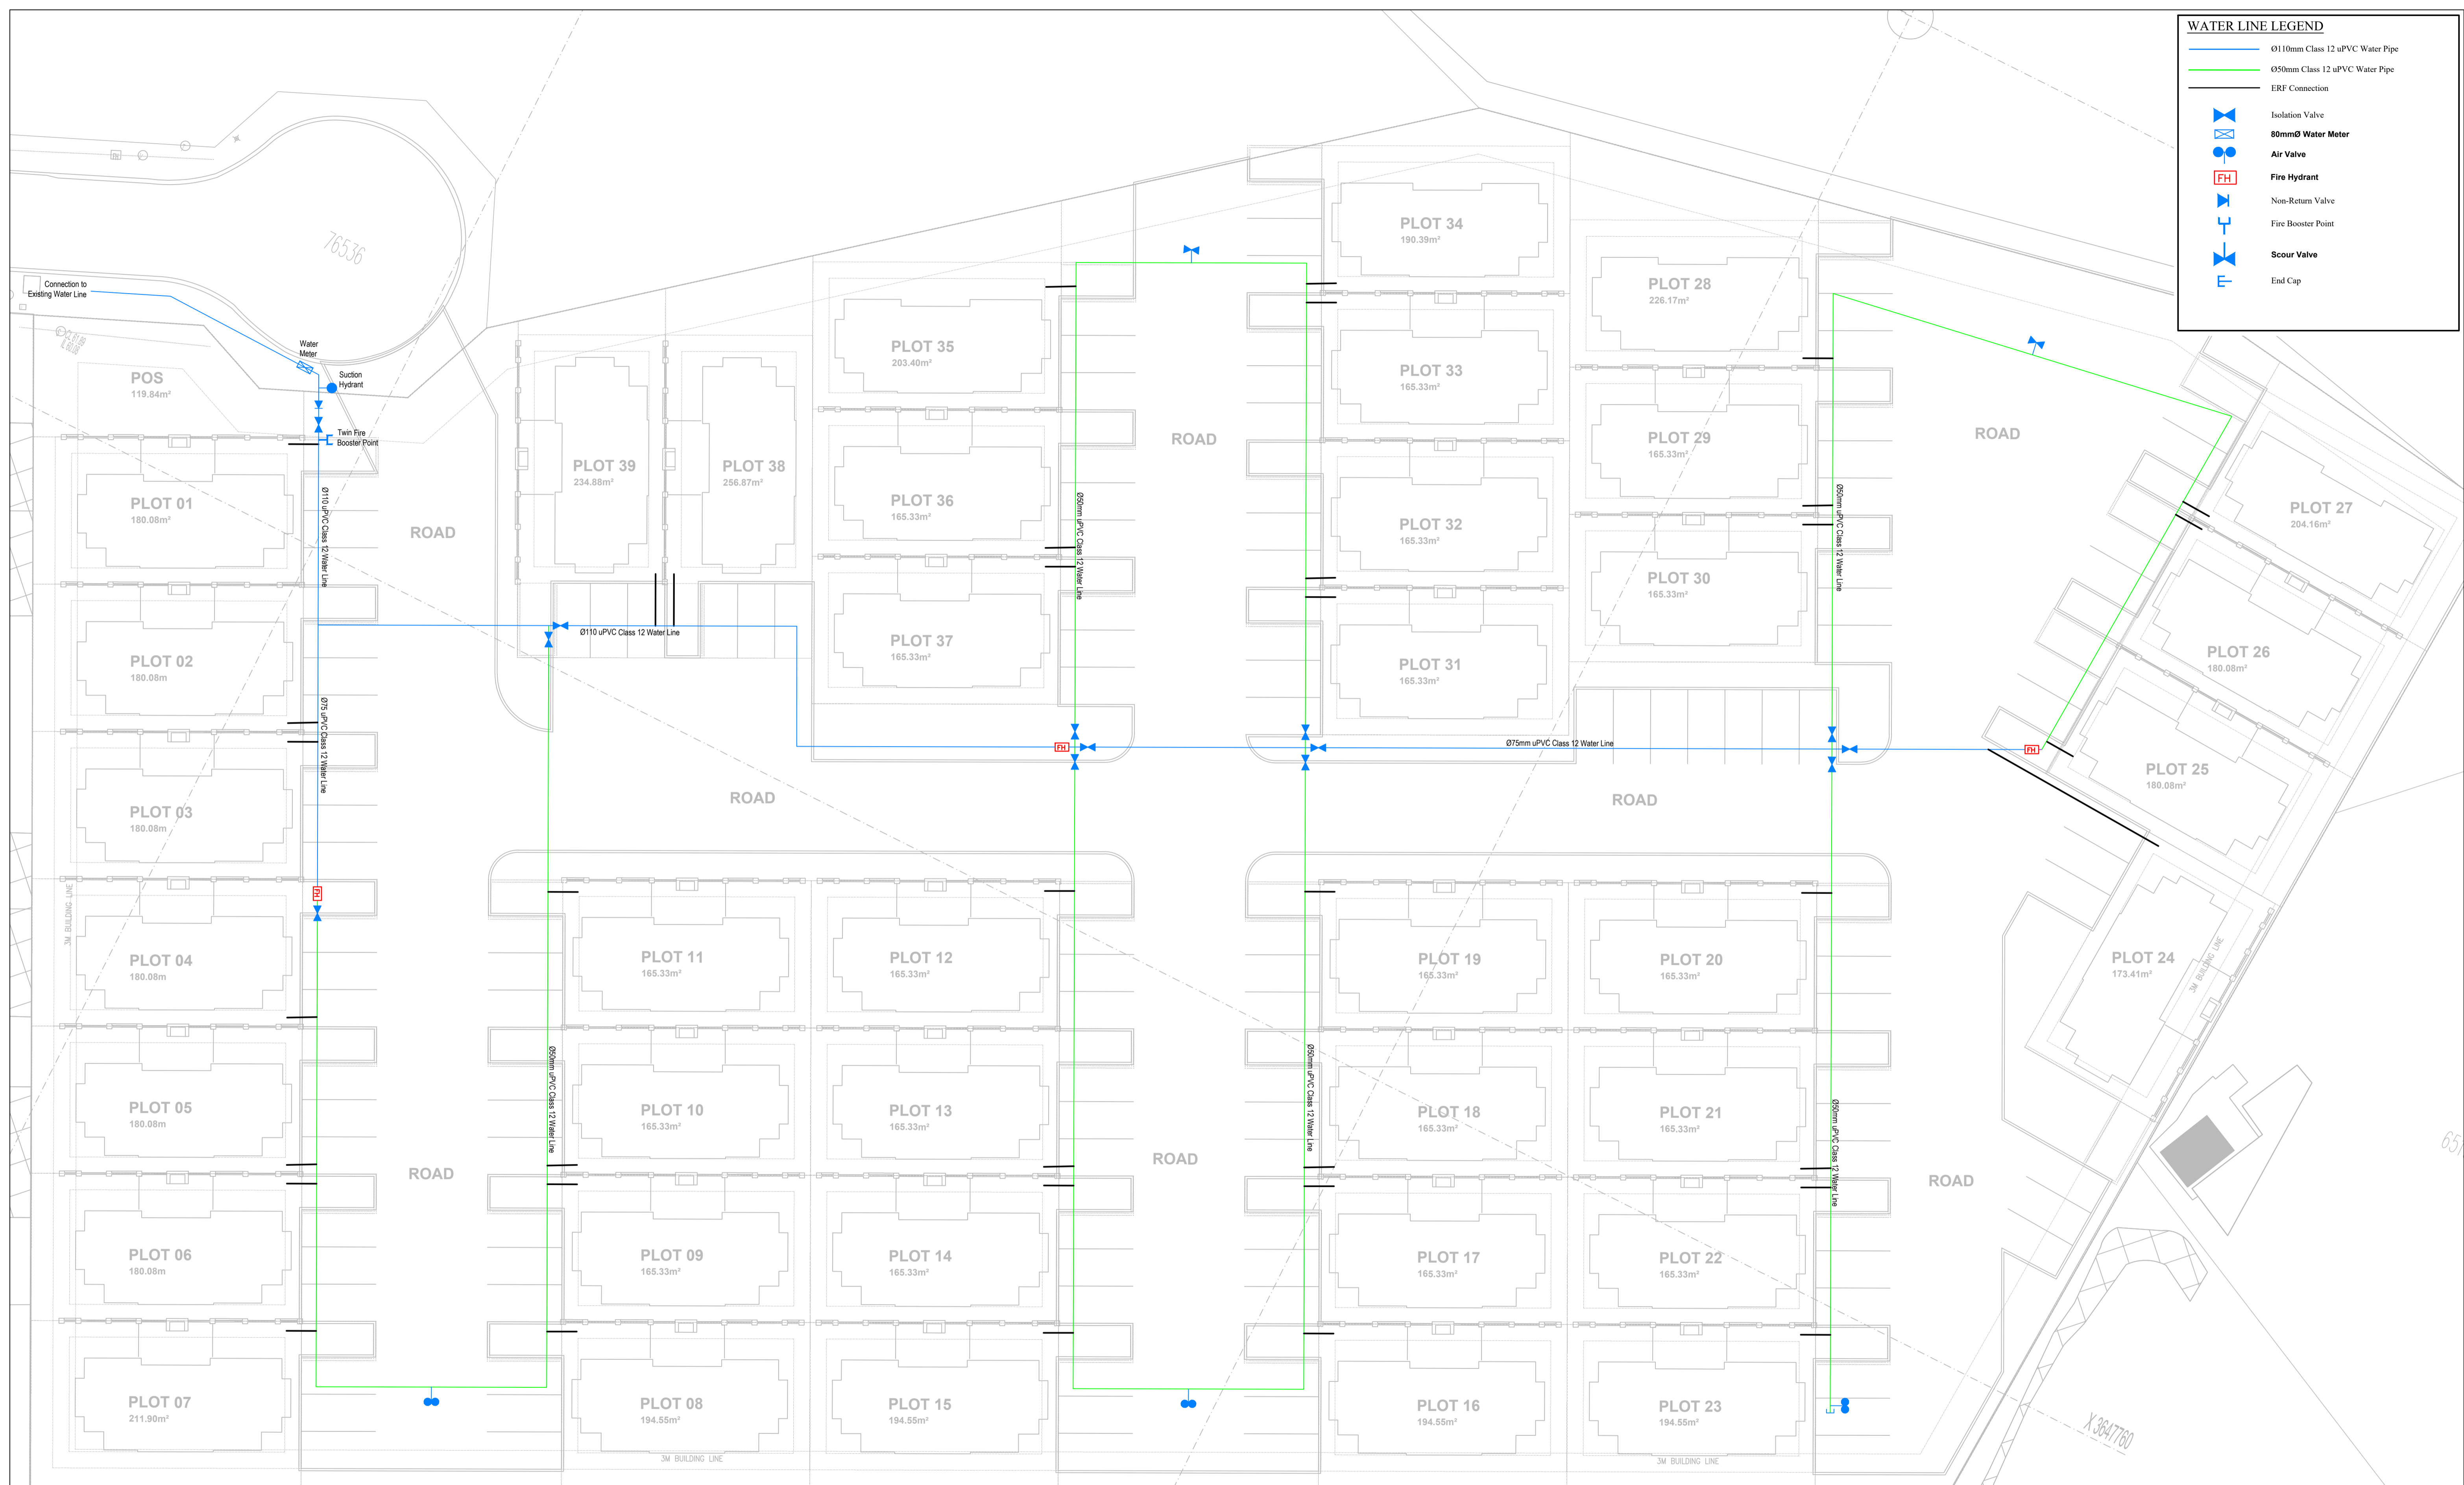 WATER LINE LEGEND
Ø110mm Class 12 uPVC Water Pipe
Ø50mm Class 12 uPVC Water Pipe
ERF Connection
Isolation Valve
80mmØ Water Meter
Air Valve
FH
Fire Hydrant
Non-Return Valve
Fire Booster Point
Scour Valve
End Cap
FH
76536
Connection to
Existing Water Line
Water
Meter
Suction
Hydrant
Twin Fire
Booster Point
POS
119.84m²
PLOT 01
180.08m²
PLOT 02
180.08m
PLOT 03
180.08m
PLOT 04
180.08m
PLOT 05
180.08m
PLOT 06
180.08m
PLOT 07
211.90m²
3M BUILDING LINE
Ø110 uPVC Class 12 Water Line
Ø75 uPVC Class 12 Water Line
FH
ROAD
ROAD
PLOT 39
234.88m²
PLOT 38
256.87m²
Ø110 uPVC Class 12 Water Line
PLOT 35
203.40m²
PLOT 36
165.33m²
PLOT 37
165.33m²
Ø50mm uPVC Class 12 Water Line
FH
ROAD
ROAD
PLOT 34
190.39m²
PLOT 33
165.33m²
PLOT 32
165.33m²
PLOT 31
165.33m²
PLOT 28
226.17m²
PLOT 29
165.33m²
PLOT 30
165.33m²
Ø50mm uPVC Class 12 Water Line
Ø75mm uPVC Class 12 Water Line
ROAD
ROAD
FH
PLOT 27
204.16m²
PLOT 26
180.08m²
PLOT 25
180.08m²
PLOT 24
173.41m²
3M BUILDING LINE
PLOT 11
165.33m²
PLOT 10
165.33m²
PLOT 09
165.33m²
PLOT 08
194.55m²
Ø50mm uPVC Class 12 Water Line
3M BUILDING LINE
PLOT 12
165.33m²
PLOT 13
165.33m²
PLOT 14
165.33m²
PLOT 15
194.55m²
ROAD
Ø50mm uPVC Class 12 Water Line
PLOT 19
165.33m²
PLOT 18
165.33m²
PLOT 17
165.33m²
PLOT 16
194.55m²
PLOT 20
165.33m²
PLOT 21
165.33m²
PLOT 22
165.33m²
PLOT 23
194.55m²
3M BUILDING LINE
Ø50mm uPVC Class 12 Water Line
ROAD
X 3647760